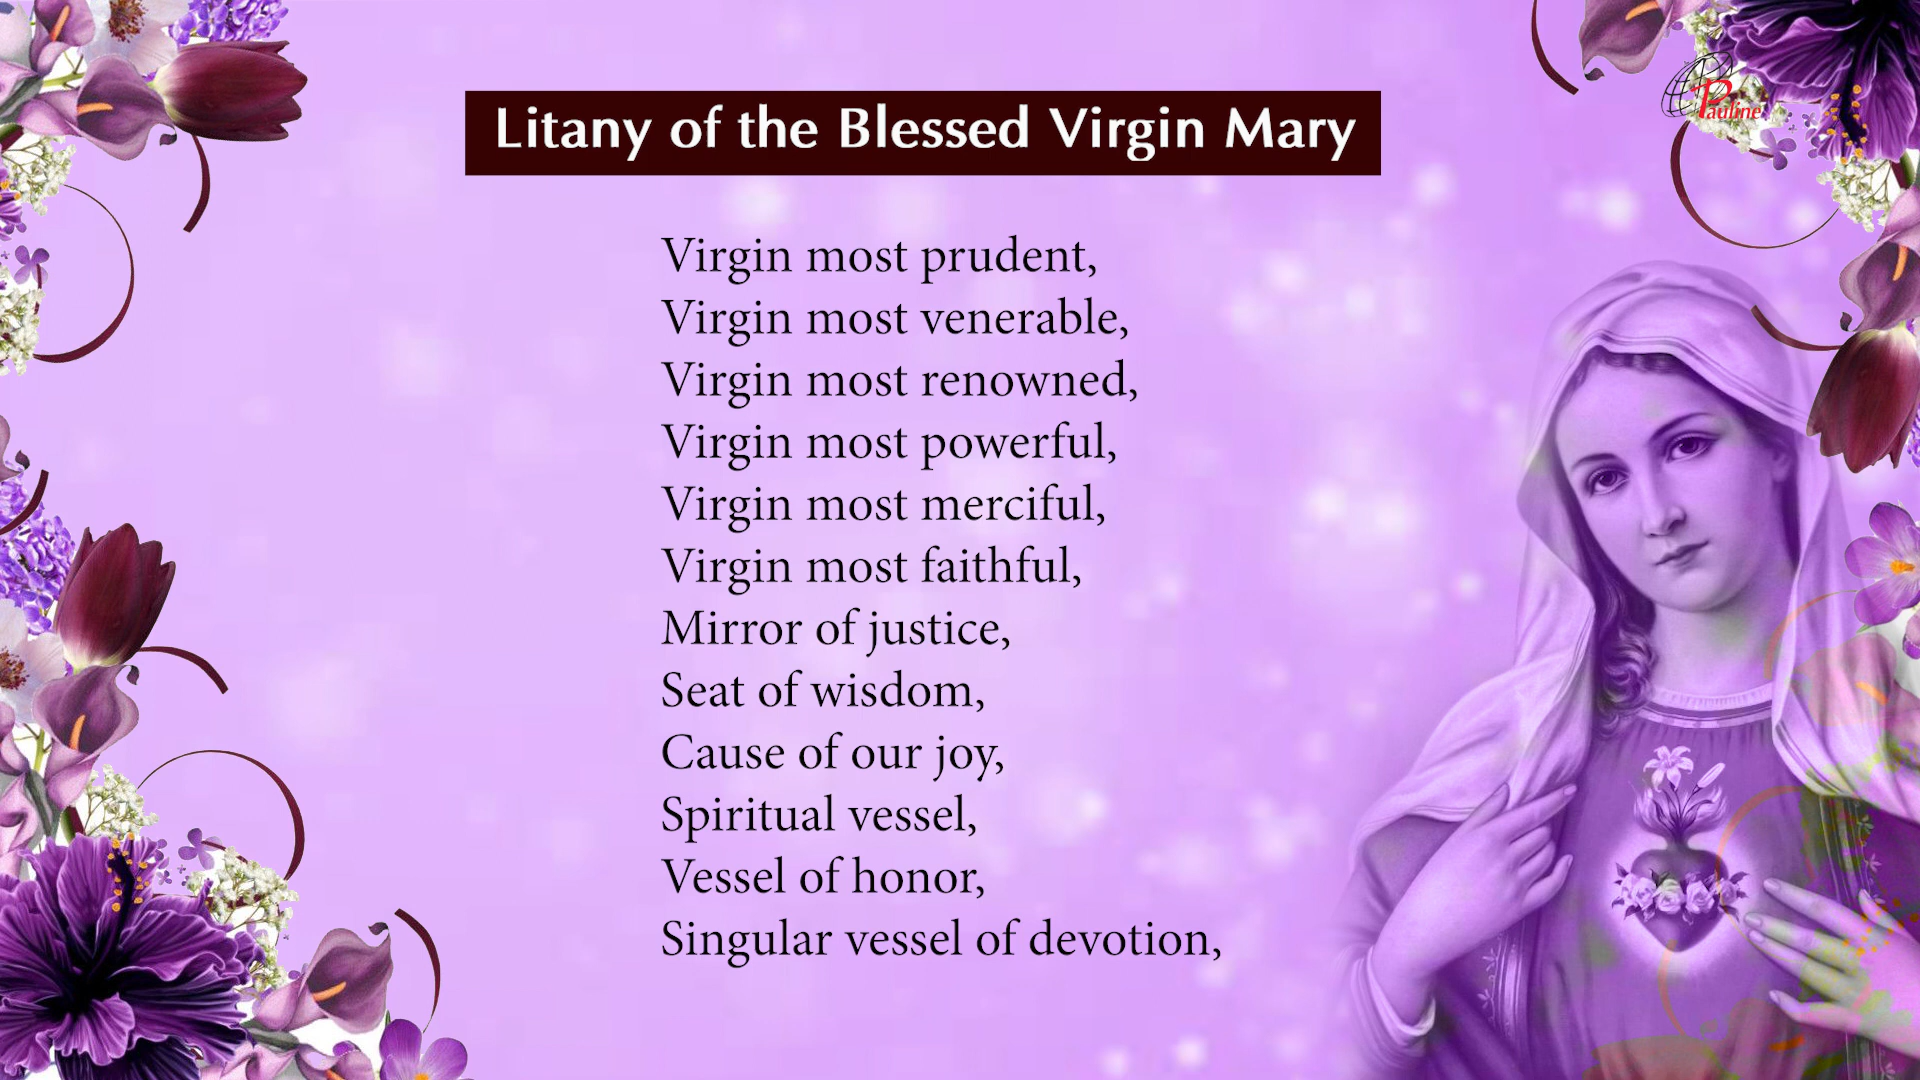 Pauline
Litany of the Blessed Virgin Mary
Virgin most prudent,
Virgin most venerable,
Virgin most renowned,
Virgin most powerful,
Virgin most merciful,
Virgin most faithful,
Mirror of justice,
Seat of wisdom,
Cause of our joy,
Spiritual vessel,
Vessel of honor,
Singular vessel of devotion,